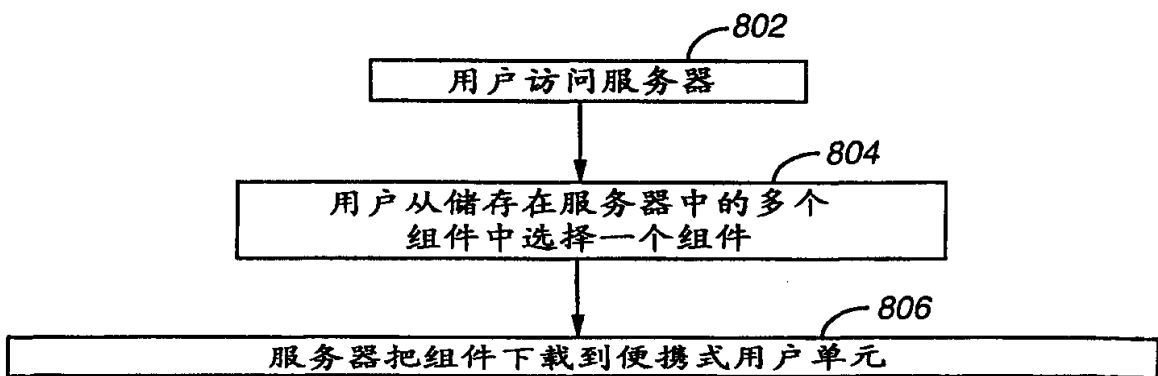 802
用户访问服务器
804
用户从储存在服务器中的多个
组件中选择一个组件
806
服务器把组件下载到便携式用户单元